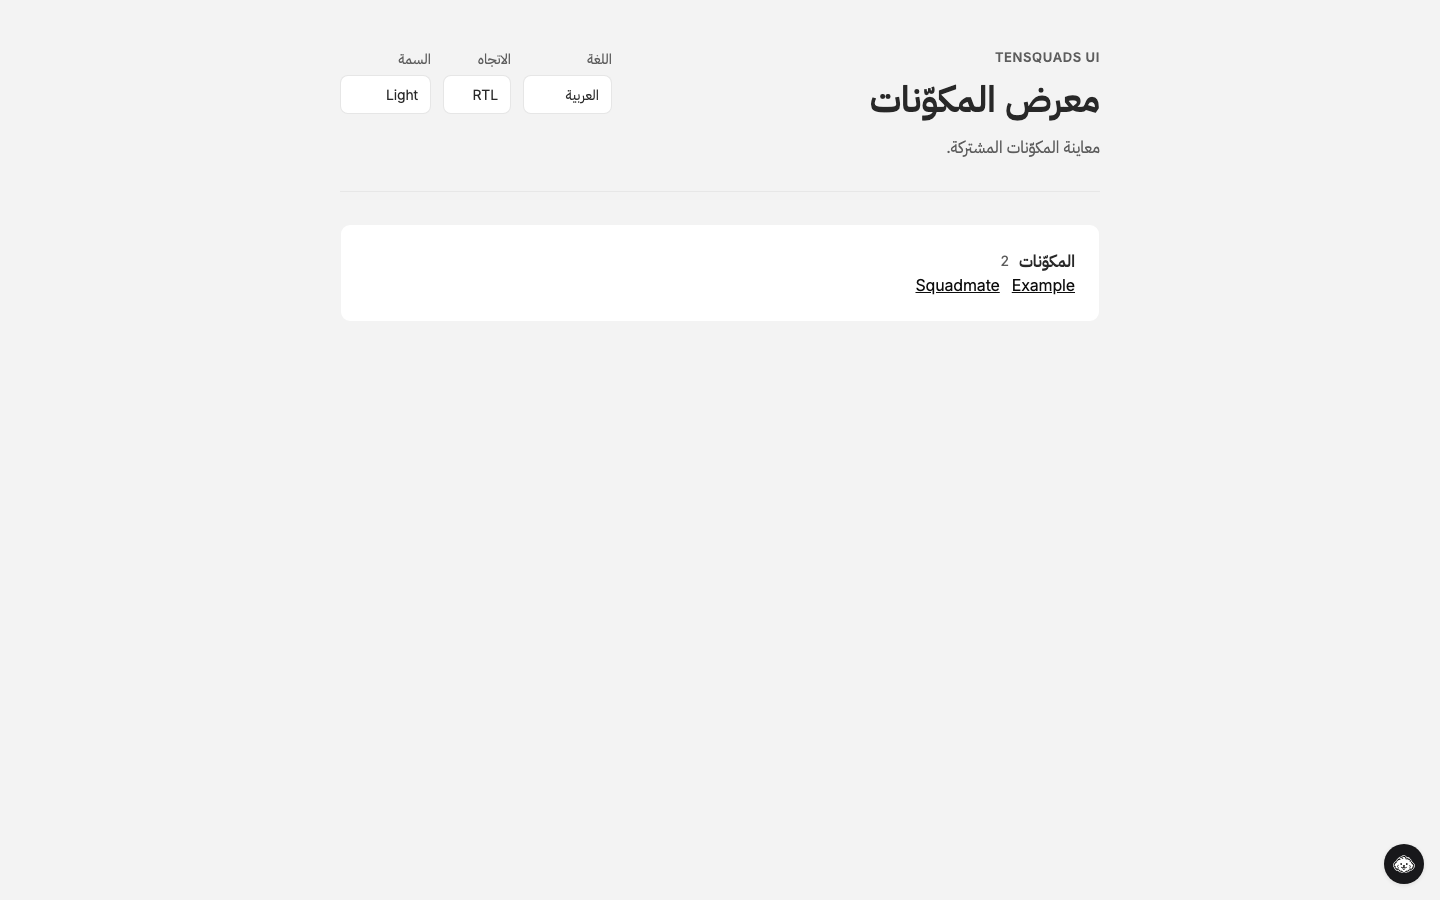 TENSQUADS UI
معرض المكوّنات
معاينة المكوّنات المشتركة.
اللغة
العربية
الاتجاه
RTL
السمة
Light
المكوّنات 2
Example Squadmate